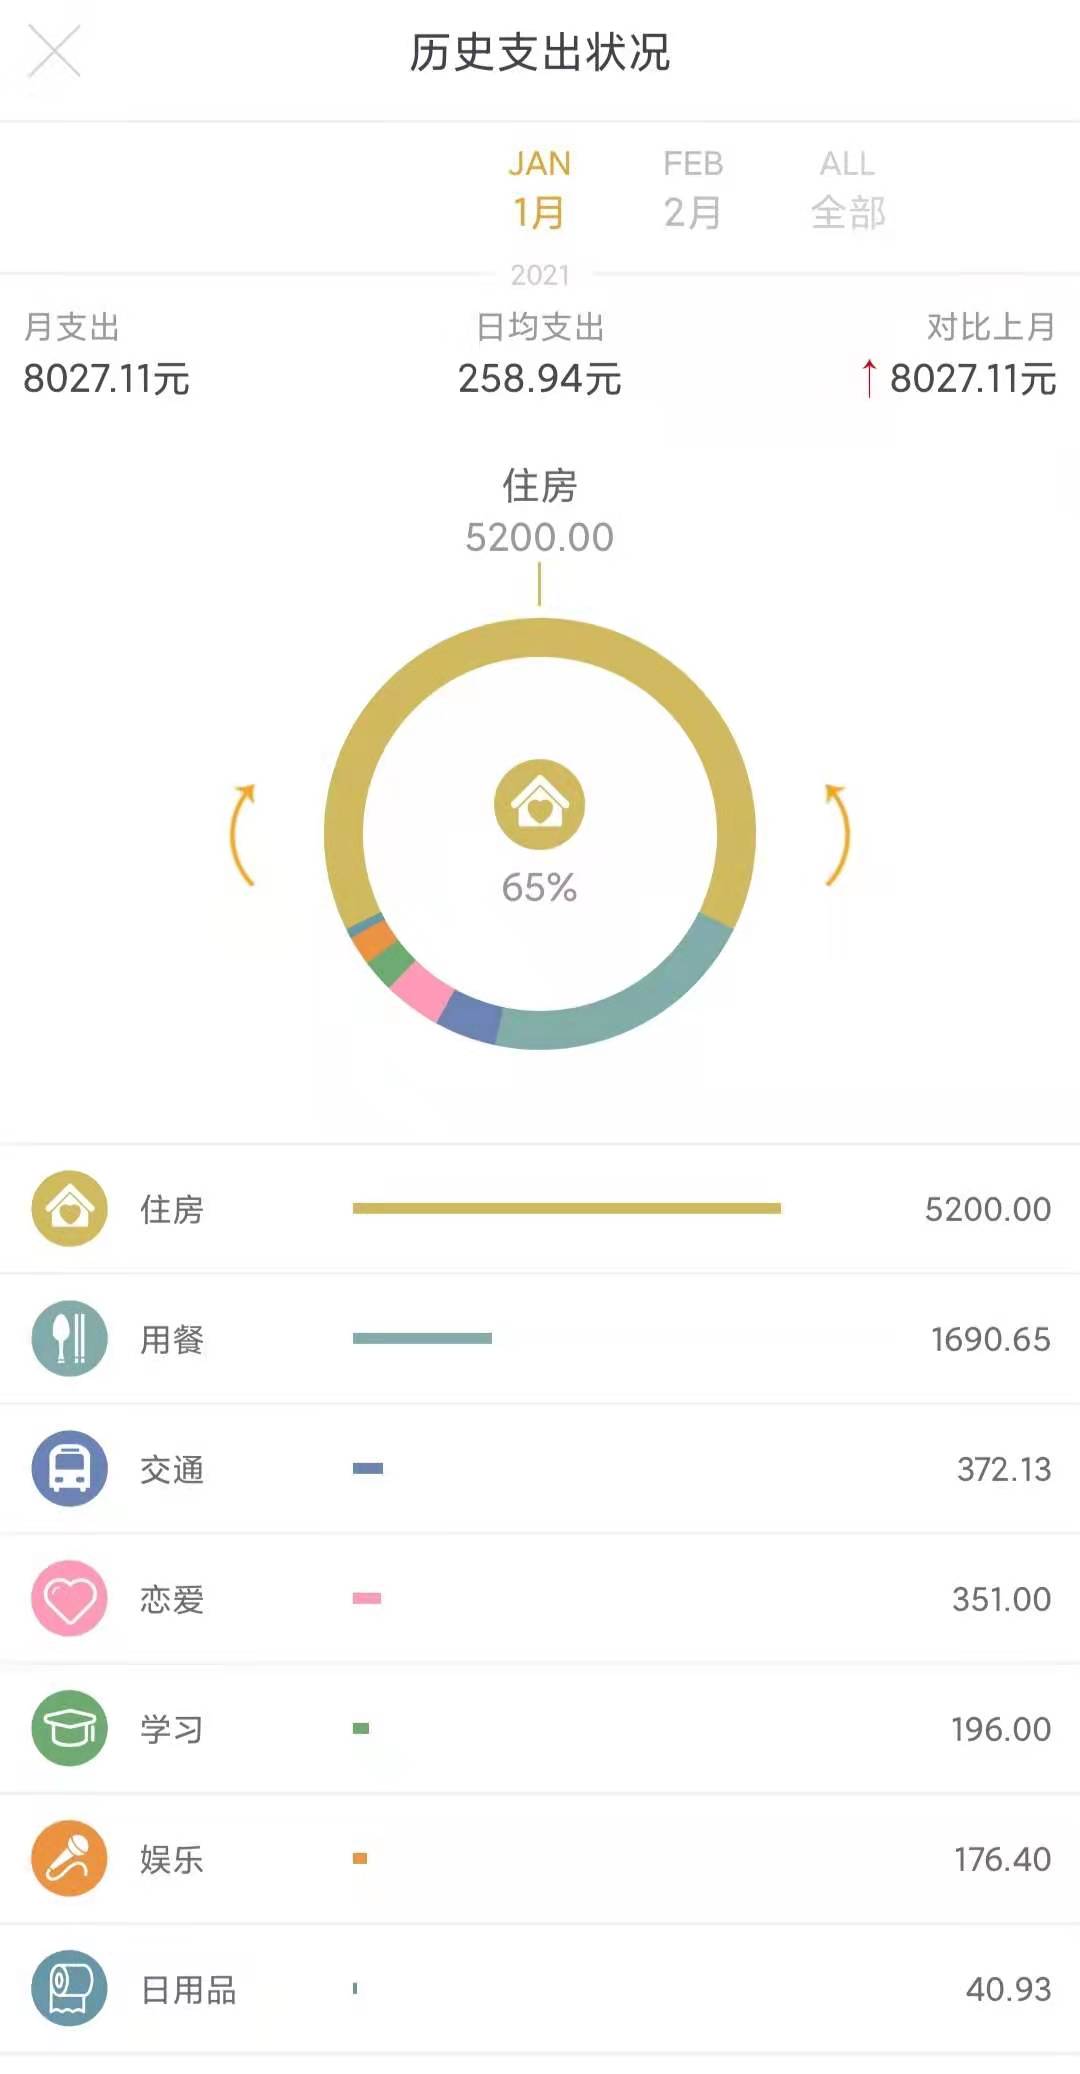 历史支出状况
JAN FEB ALL
1月 2月 全部
2021
月支出 日均支出 对比上月
8027.11元 258.94元 ↑8027.11元
住房
5200.00
65%
住房 5200.00
用餐 1690.65
交通 372.13
恋爱 351.00
学习 196.00
娱乐 176.40
日用品 40.93